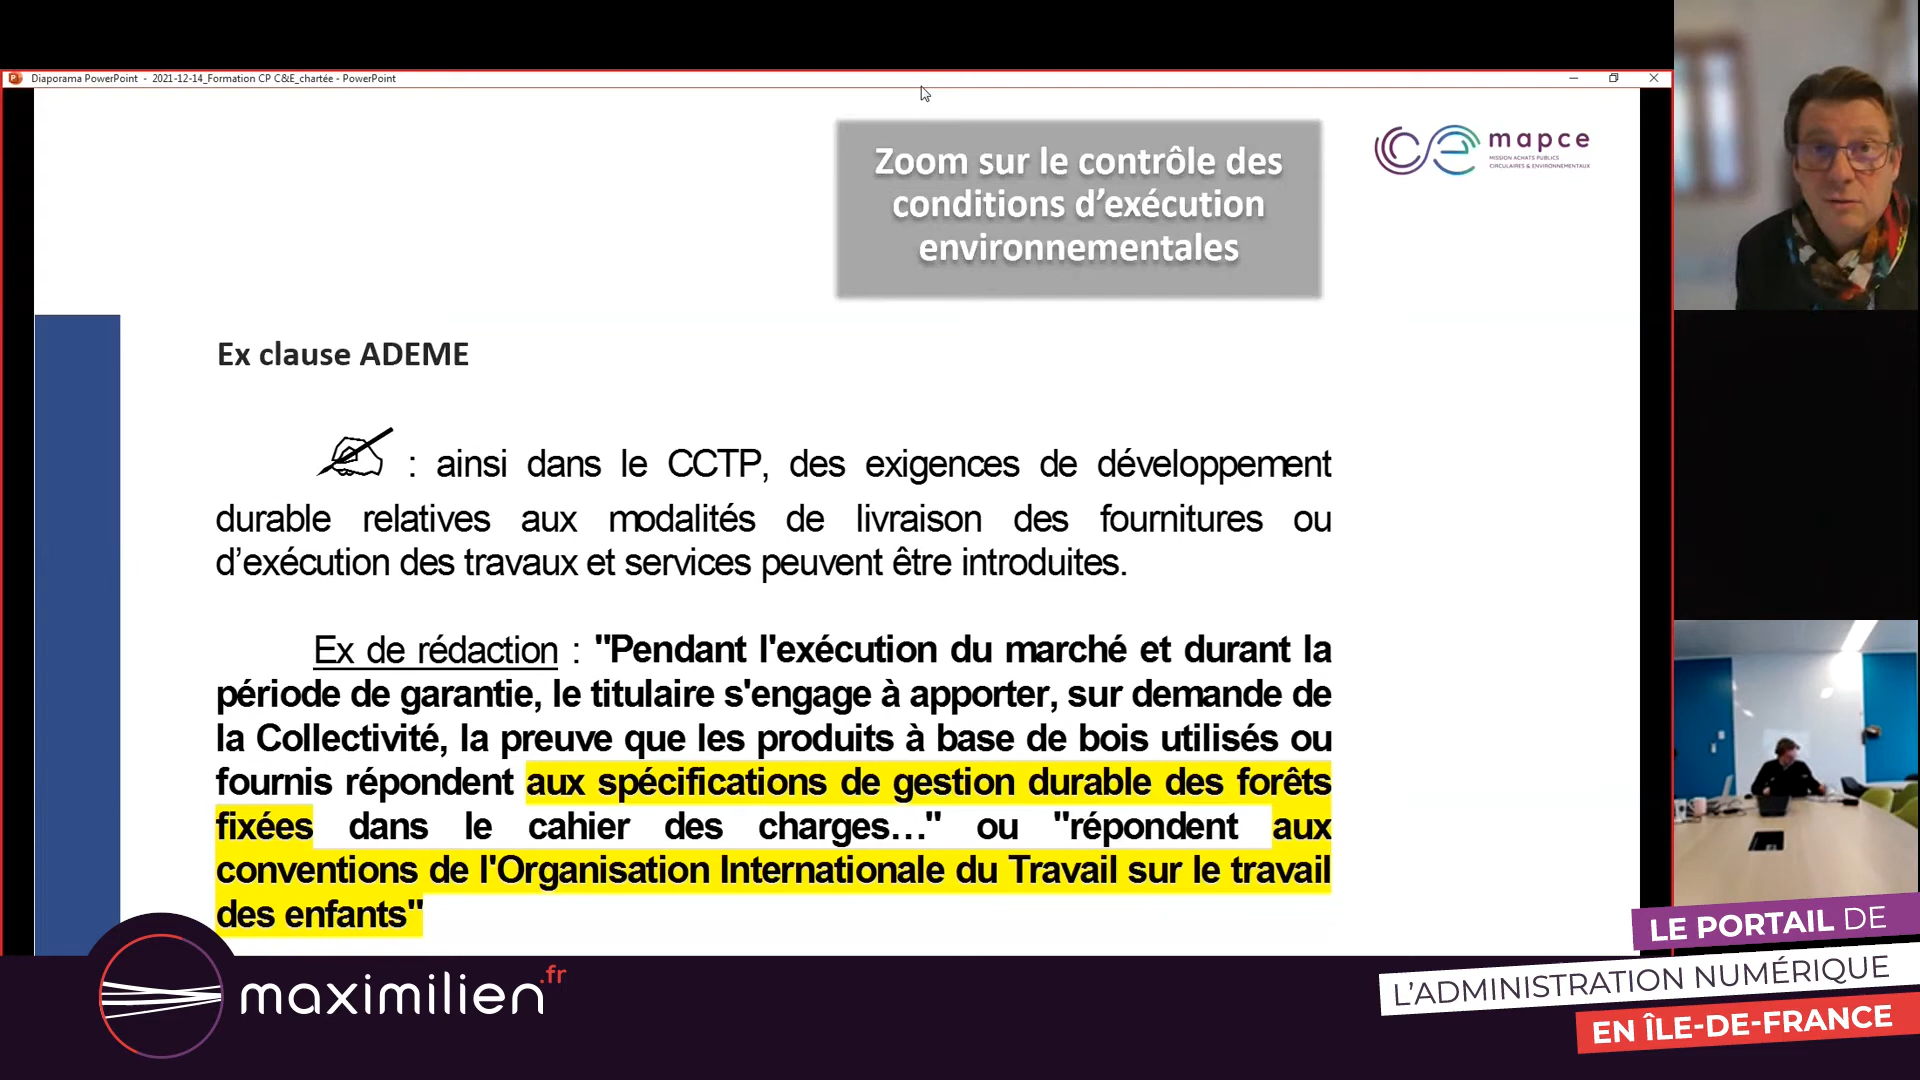 Diaporama PowerPoint - 2021-12-14_Formation CP C&E_chartée - PowerPoint
Zoom sur le contrôle des
conditions d’exécution
environnementales
mapce
MISSION ACHATS PUBLICS
CIRCULAIRES & ENVIRONNEMENTAUX
Ex clause ADEME
: ainsi dans le CCTP, des exigences de développement
durable relatives aux modalités de livraison des fournitures ou
d’exécution des travaux et services peuvent être introduites.
Ex de rédaction : "Pendant l'exécution du marché et durant la
période de garantie, le titulaire s'engage à apporter, sur demande de
la Collectivité, la preuve que les produits à base de bois utilisés ou
fournis répondent aux spécifications de gestion durable des forêts
fixées dans le cahier des charges…" ou "répondent aux
conventions de l'Organisation Internationale du Travail sur le travail
des enfants"
maximilien.fr
LE PORTAIL DE
L’ADMINISTRATION NUMÉRIQUE
EN ÎLE-DE-FRANCE